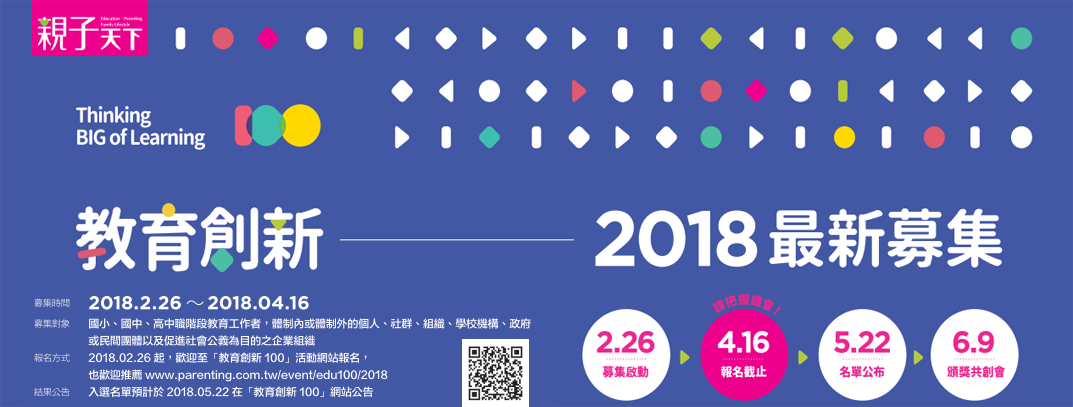 Education · Parenting
Family Lifestyle
親子天下
Thinking
BIG of Learning
教育創新
2018 最新募集
募集時間 2018.2.26 ～ 2018.04.16
募集對象 國小、國中、高中職階段教育工作者，體制內或體制外的個人、社群、組織、學校機構、政府
或民間團體以及促進社會公義為目的之企業組織
報名方式 2018.02.26 起，歡迎至「教育創新 100」活動網站報名，
也歡迎推薦 www.parenting.com.tw/event/edu100/2018
結果公告 入選名單預計於 2018.05.22 在「教育創新 100」網站公告
2.26
募集啟動
請把握機會！
4.16
報名截止
5.22
名單公布
6.9
頒獎共創會